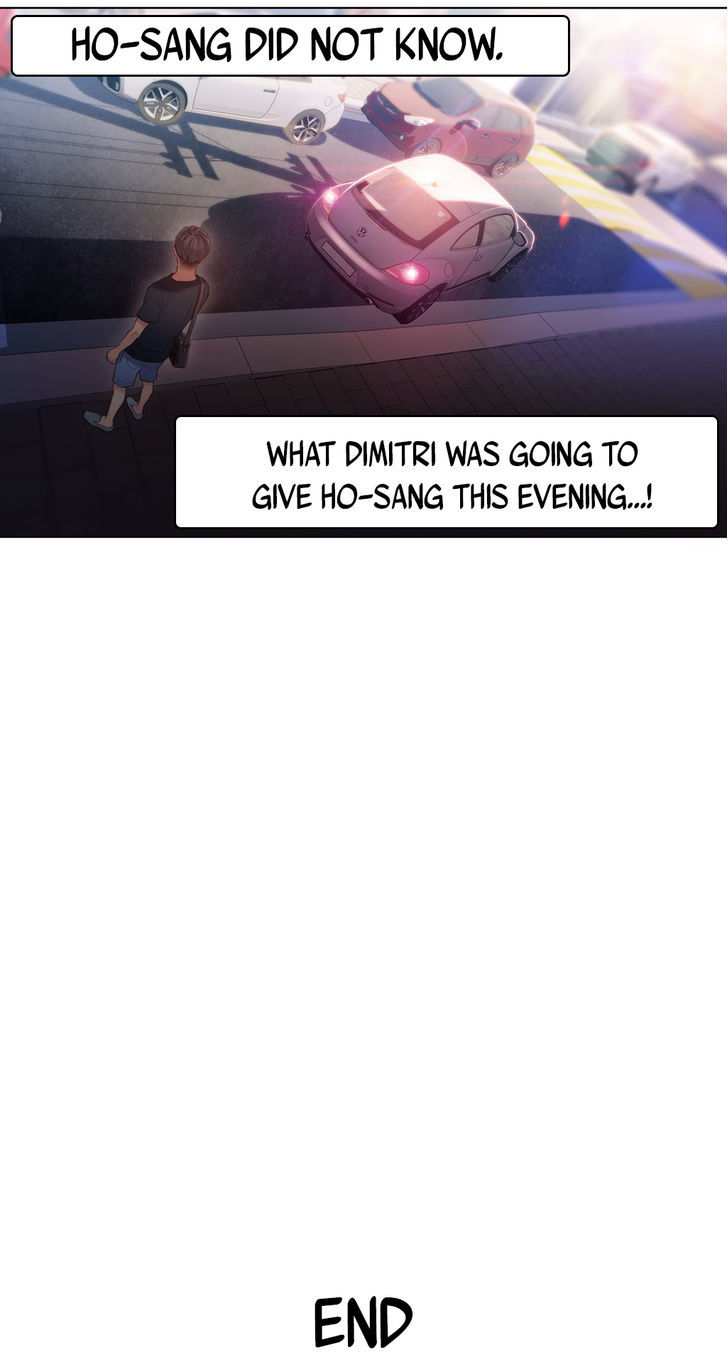 HO-SANG DID NOT KNOW.
WHAT DIMITRI WAS GOING TO
GIVE HO-SANG THIS EVENING...!
END